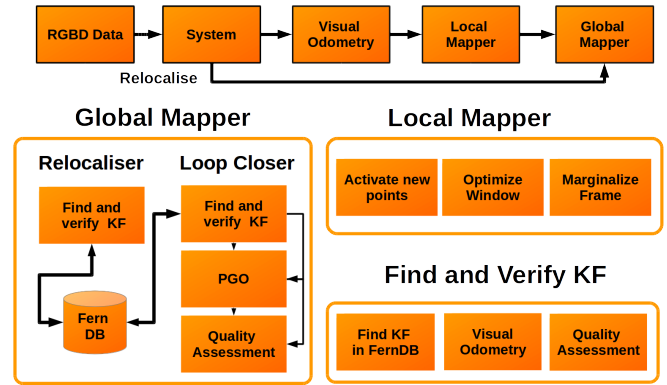 RGBD Data
System
Visual
Odometry
Local
Mapper
Global
Mapper
Relocalise
Global Mapper
Local Mapper
Relocaliser
Loop Closer
Find and
verify KF
Find and
verify KF
PGO
Quality
Assessment
Fern
DB
Activate new
points
Optimize
Window
Marginalize
Frame
Find and Verify KF
Find KF
in FernDB
Visual
Odometry
Quality
Assessment